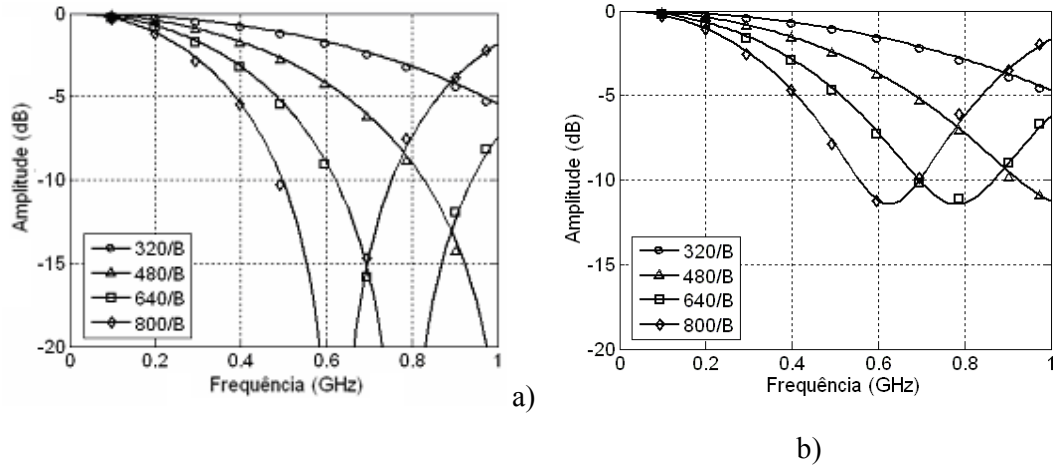 0
-5
-10
-15
-20
Amplitude (dB)
320/B
480/B
640/B
800/B
0 0.2 0.4 0.6 0.8 1
Frequência (GHz)
a)
0
-5
-10
-15
-20
Amplitude (dB)
320/B
480/B
640/B
800/B
0 0.2 0.4 0.6 0.8 1
Frequência (GHz)
b)